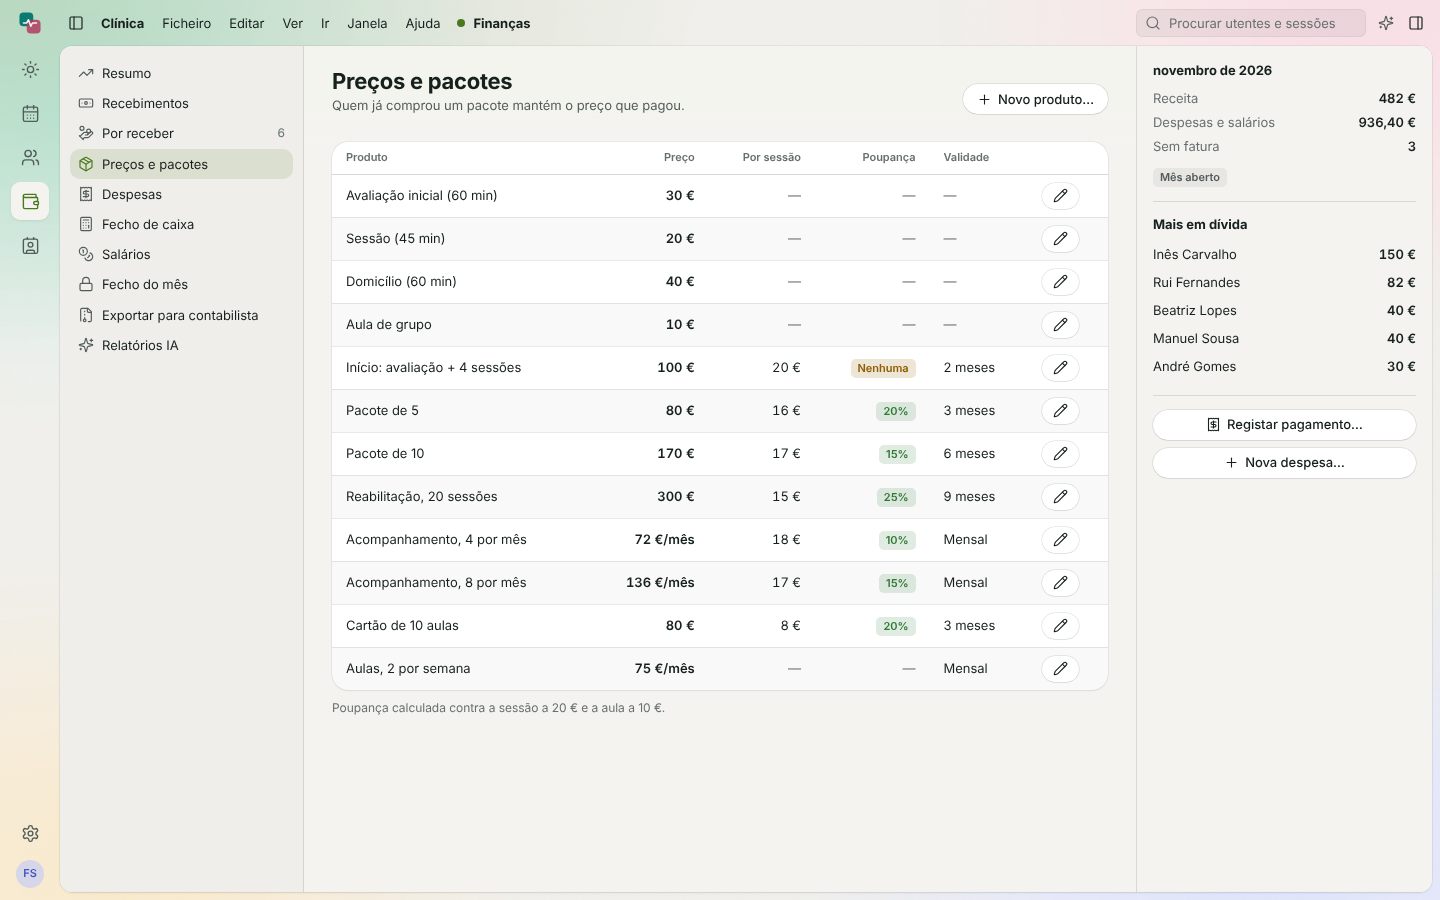 Clínica Ficheiro Editar Ver Ir Janela Ajuda Finanças
Procurar utentes e sessões
Resumo
Recebimentos
Por receber 6
Preços e pacotes
Despesas
Fecho de caixa
Salários
Fecho do mês
Exportar para contabilista
Relatórios IA
FS
Preços e pacotes
Quem já comprou um pacote mantém o preço que pagou.
Novo produto...
Produto Preço Por sessão Poupança Validade
Avaliação inicial (60 min) 30 € — — —
Sessão (45 min) 20 € — — —
Domicílio (60 min) 40 € — — —
Aula de grupo 10 € — — —
Início: avaliação + 4 sessões 100 € 20 € Nenhuma 2 meses
Pacote de 5 80 € 16 € 20% 3 meses
Pacote de 10 170 € 17 € 15% 6 meses
Reabilitação, 20 sessões 300 € 15 € 25% 9 meses
Acompanhamento, 4 por mês 72 €/mês 18 € 10% Mensal
Acompanhamento, 8 por mês 136 €/mês 17 € 15% Mensal
Cartão de 10 aulas 80 € 8 € 20% 3 meses
Aulas, 2 por semana 75 €/mês — — Mensal
Poupança calculada contra a sessão a 20 € e a aula a 10 €.
novembro de 2026
Receita 482 €
Despesas e salários 936,40 €
Sem fatura 3
Mês aberto
Mais em dívida
Inês Carvalho 150 €
Rui Fernandes 82 €
Beatriz Lopes 40 €
Manuel Sousa 40 €
André Gomes 30 €
Registar pagamento...
Nova despesa...